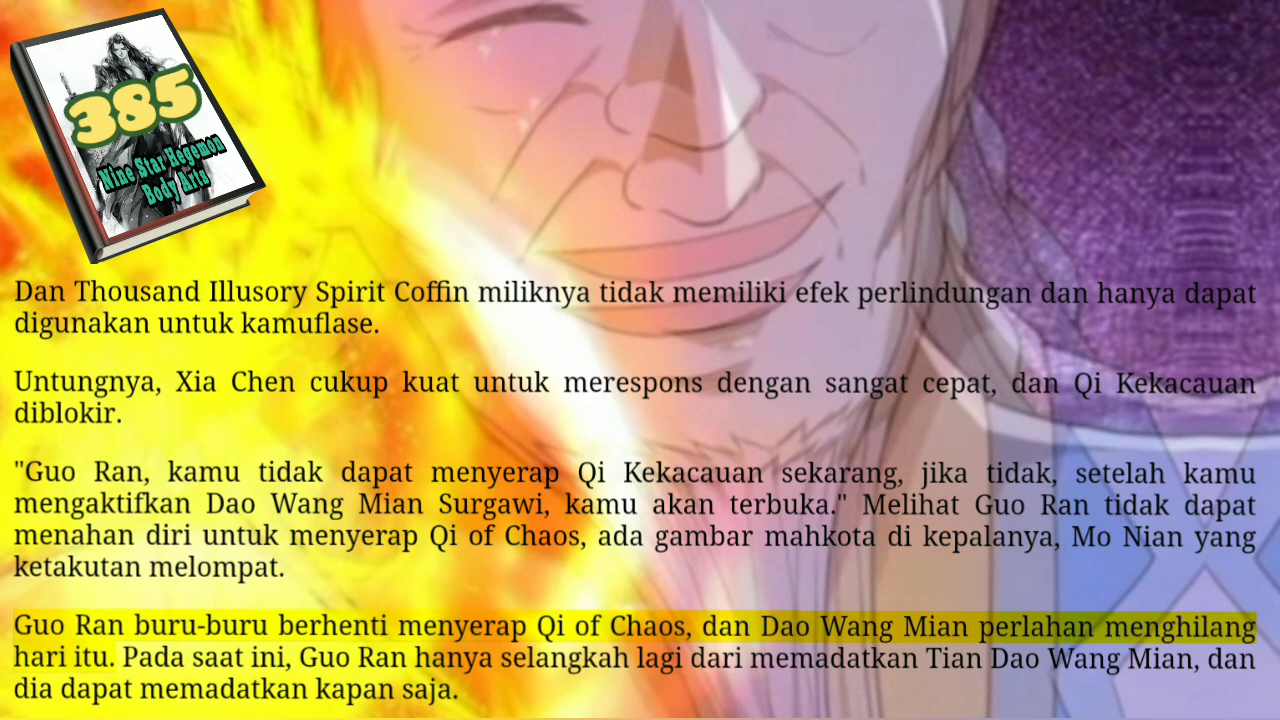 385
Nine Star Hegemon
Body Arts
Dan Thousand Illusory Spirit Coffin miliknya tidak memiliki efek perlindungan dan hanya dapat
digunakan untuk kamuflase.
Untungnya, Xia Chen cukup kuat untuk merespons dengan sangat cepat, dan Qi Kekacauan
diblokir.
"Guo Ran, kamu tidak dapat menyerap Qi Kekacauan sekarang, jika tidak, setelah kamu
mengaktifkan Dao Wang Mian Surgawi, kamu akan terbuka." Melihat Guo Ran tidak dapat
menahan diri untuk menyerap Qi of Chaos, ada gambar mahkota di kepalanya, Mo Nian yang
ketakutan melompat.
Guo Ran buru-buru berhenti menyerap Qi of Chaos, dan Dao Wang Mian perlahan menghilang
hari itu. Pada saat ini, Guo Ran hanya selangkah lagi dari memadatkan Tian Dao Wang Mian, dan
dia dapat memadatkan kapan saja.